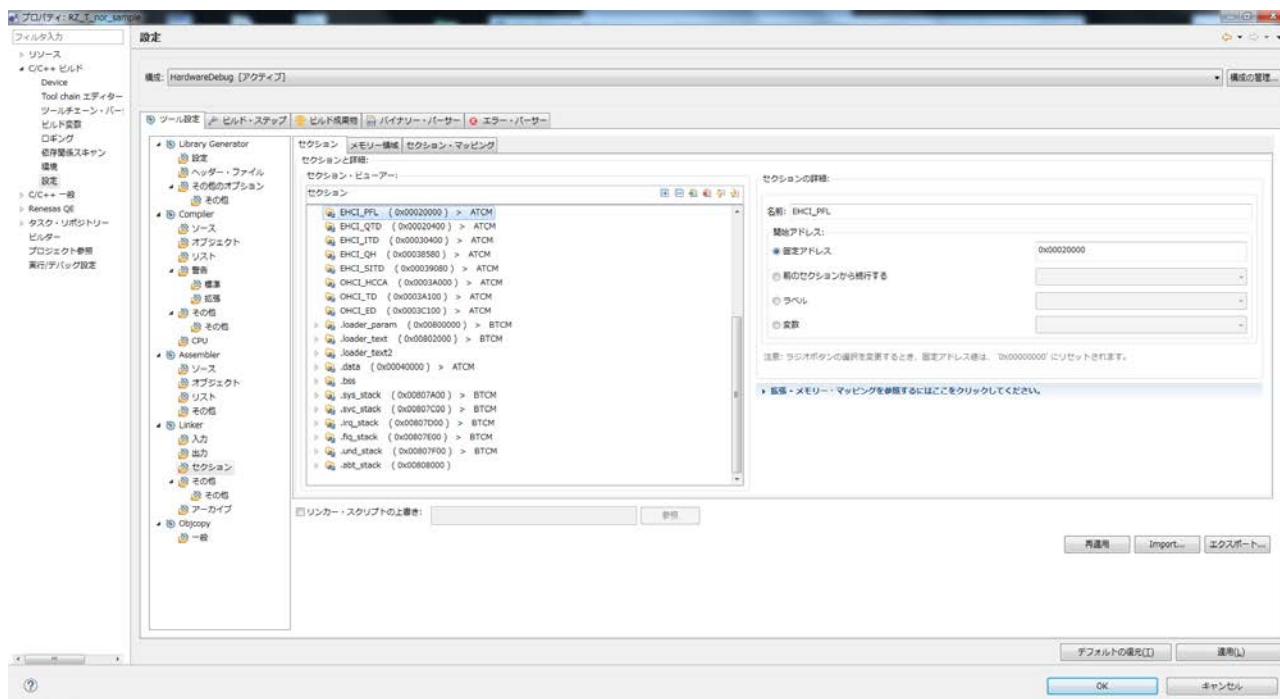 プロパティ: RZ_T_nor_sample
フィルタ入力
リソース
C/C++ ビルド
Device
Tool chain エディター
ツールチェーン・バー
ビルド変数
ロギング
依存関係スキャン
環境
設定
C/C++ 一般
Renesas QE
タスク・リポジトリー
ビルダー
プロジェクト参照
実行/デバッグ設定
設定
構成: HardwareDebug [アクティブ]
構成の管理...
ツール設定
ビルド・ステップ
ビルド成果物
バイナリー・パーサー
エラー・パーサー
Library Generator
設定
ヘッダー・ファイル
その他のオプション
その他
Compiler
ソース
オブジェクト
リスト
警告
標準
拡張
その他
その他
CPU
Assembler
ソース
オブジェクト
リスト
その他
Linker
入力
出力
セクション
その他
その他
アーカイブ
Objcopy
一般
セクション
メモリー領域
セクション・マッピング
セクションと詳細:
セクション・ビューアー:
セクション
EHCI_PFL ( 0x00020000 ) > ATCM
EHCI_QTD ( 0x00020400 ) > ATCM
EHCI_ITD ( 0x00030400 ) > ATCM
EHCI_QH ( 0x00038580 ) > ATCM
EHCI_SITD ( 0x00039080 ) > ATCM
OHCI_HCCA ( 0x0003A000 ) > ATCM
OHCI_TD ( 0x0003A100 ) > ATCM
OHCI_ED ( 0x0003C100 ) > ATCM
.loader_param ( 0x00800000 ) > BTCM
.loader_text ( 0x00802000 ) > BTCM
.loader_text2
.data ( 0x00040000 ) > ATCM
.bss
.sys_stack ( 0x00807A00 ) > BTCM
.svc_stack ( 0x00807C00 ) > BTCM
.irq_stack ( 0x00807D00 ) > BTCM
.fiq_stack ( 0x00807E00 ) > BTCM
.und_stack ( 0x00807F00 ) > BTCM
.abt_stack ( 0x00808000 )
セクションの詳細:
名前: EHCI_PFL
開始アドレス:
固定アドレス 0x00020000
前のセクションから続行する
ラベル
変数
注意: ラジオボタンの選択を変更するとき、固定アドレス値は、'0x00000000' にリセットされます。
拡張・メモリー・マッピングを参照するにはここをクリックしてください。
リンカー・スクリプトの上書き:
参照
再適用
Import...
エクスポート...
デフォルトの復元(T)
適用(L)
OK
キャンセル